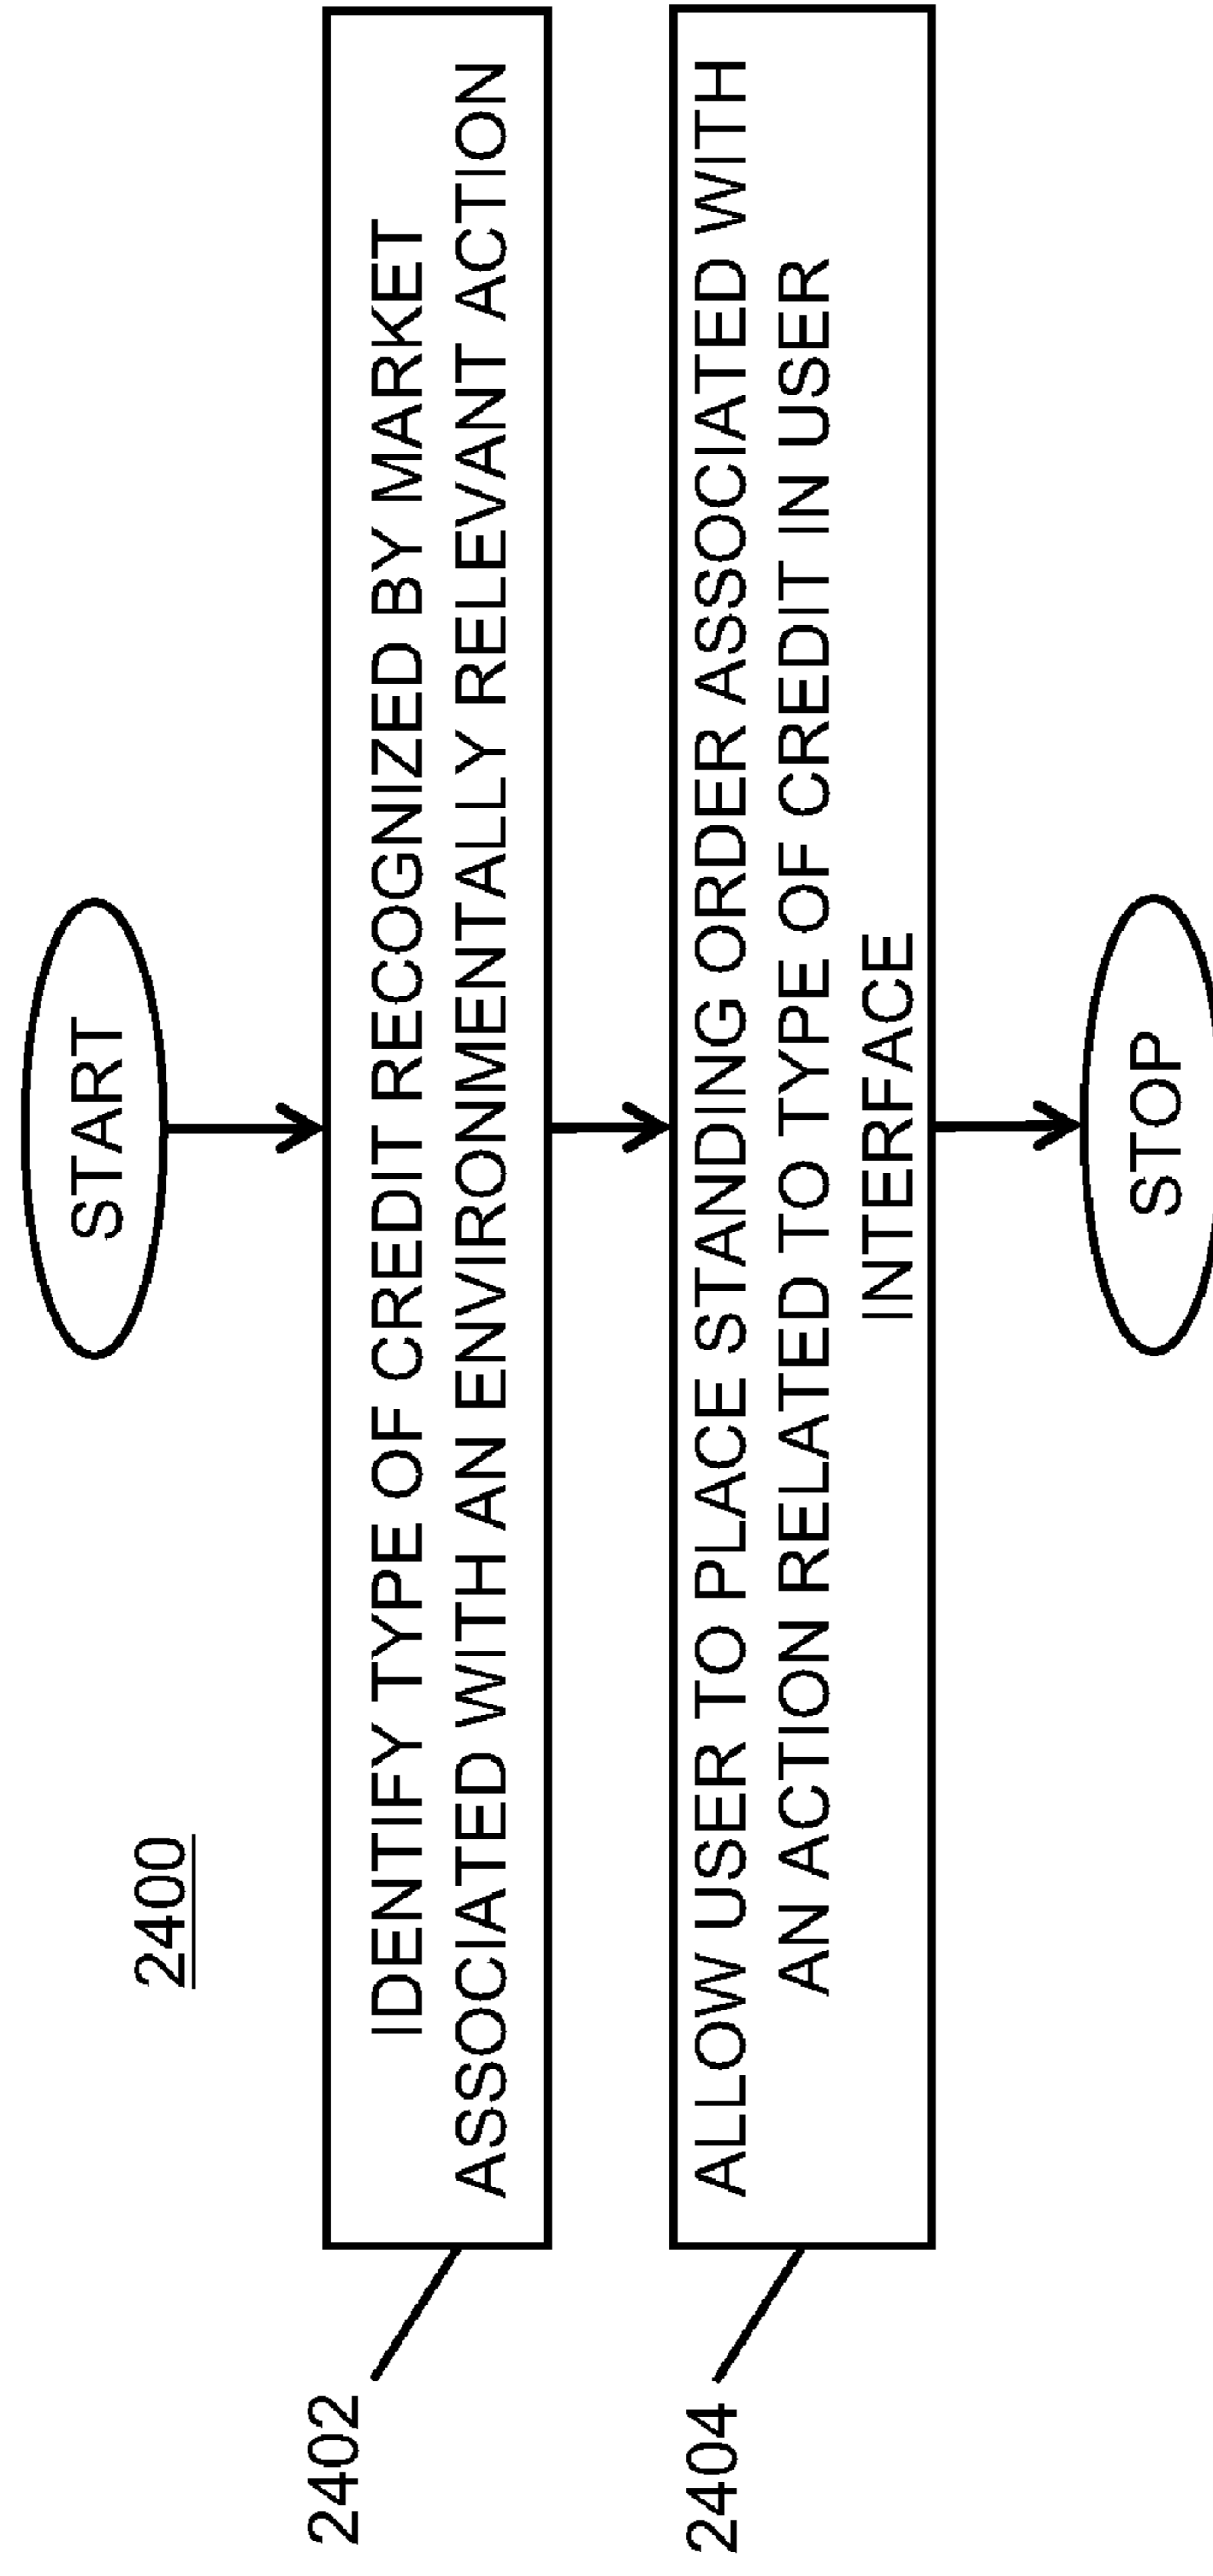 2400
START
2402
IDENTIFY TYPE OF CREDIT RECOGNIZED BY MARKET
ASSOCIATED WITH AN ENVIRONMENTALLY RELEVANT ACTION
2404
ALLOW USER TO PLACE STANDING ORDER ASSOCIATED WITH
AN ACTION RELATED TO TYPE OF CREDIT IN USER
INTERFACE
STOP